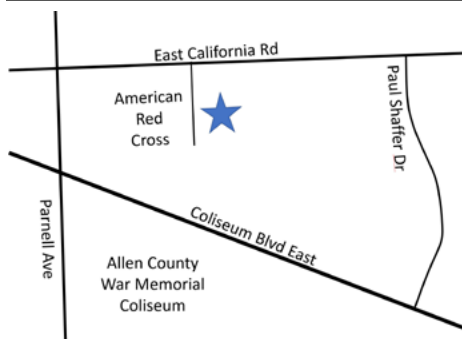 East California Rd
American
Red
Cross
Paul Shaffer Dr
Parnell Ave
Coliseum Blvd East
Allen County
War Memorial
Coliseum